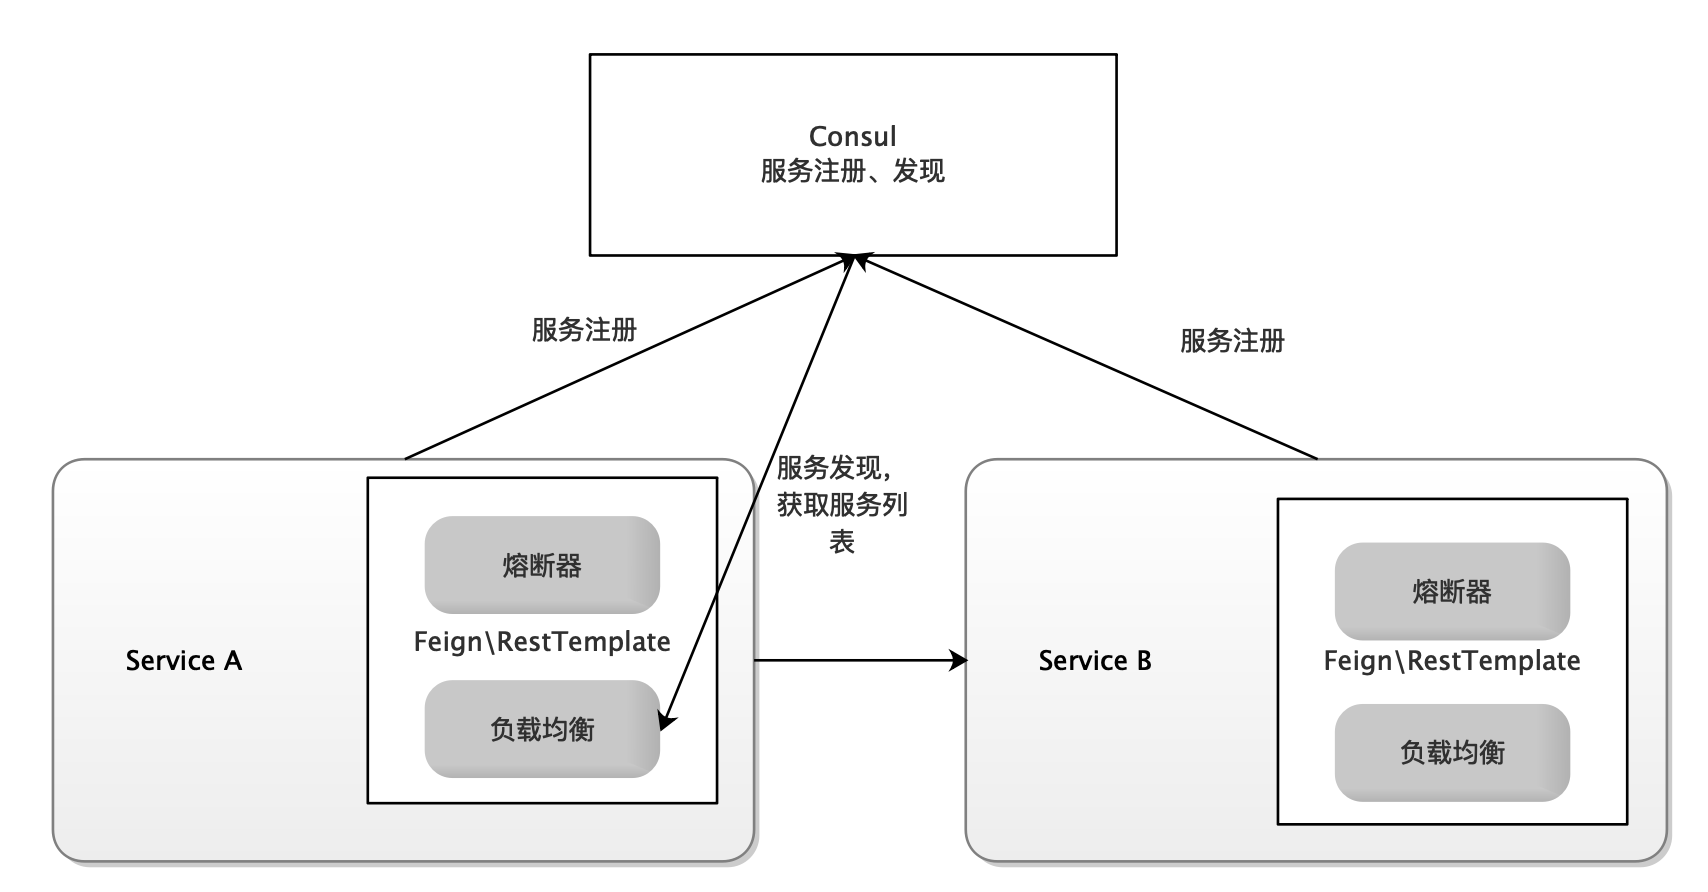 Consul
服务注册、发现
服务注册
服务注册
服务发现，
获取服务列
表
熔断器
Feign\RestTemplate
Service A
负载均衡
熔断器
Service B
Feign\RestTemplate
负载均衡